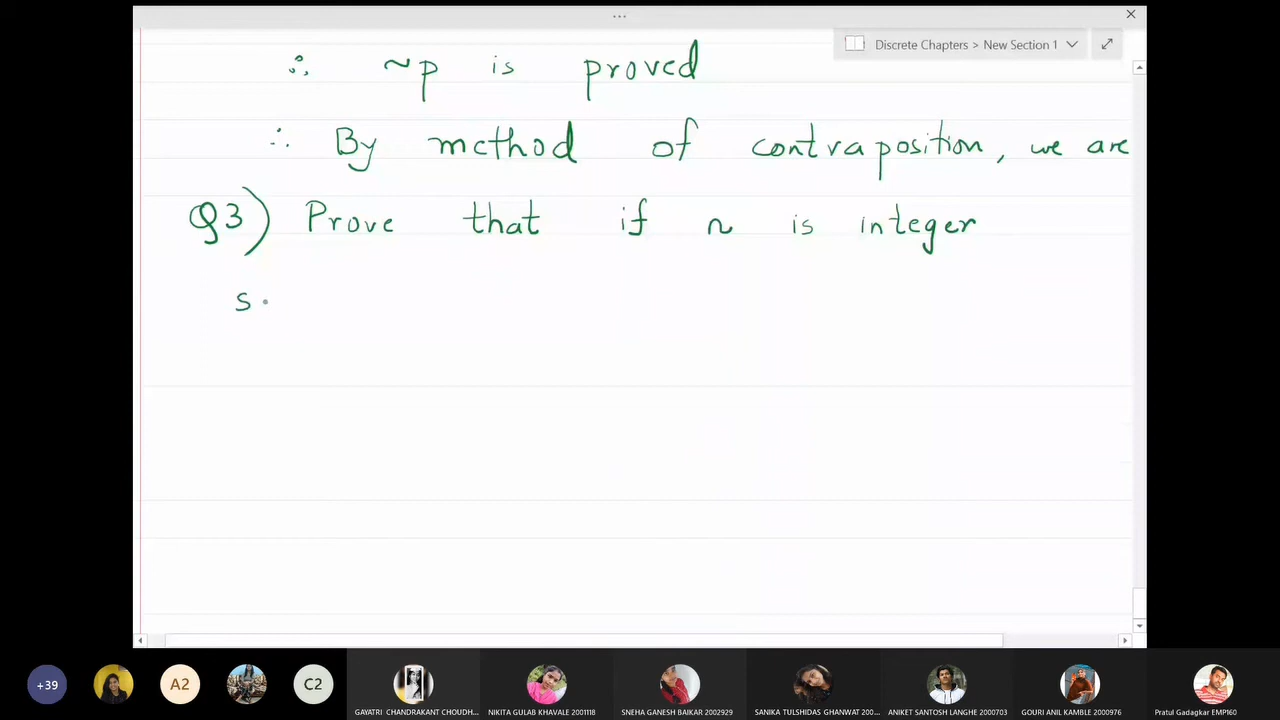 Discrete Chapters > New Section 1
∴ ~p is proved
∴ By method of contraposition, we are
Q3) Prove that if n is integer
s
+39
A2
C2
GAYATRI CHANDRAKANT CHOUDH...
NIKITA GULAB KHAVALE 2001118
SNEHA GANESH BAIKAR 2002929
SANIKA TULSHIDAS GHANWAT 200...
ANIKET SANTOSH LANGHE 2000703
GOURI ANIL KAMBLE 2000976
Pratul Gadagkar EMP160